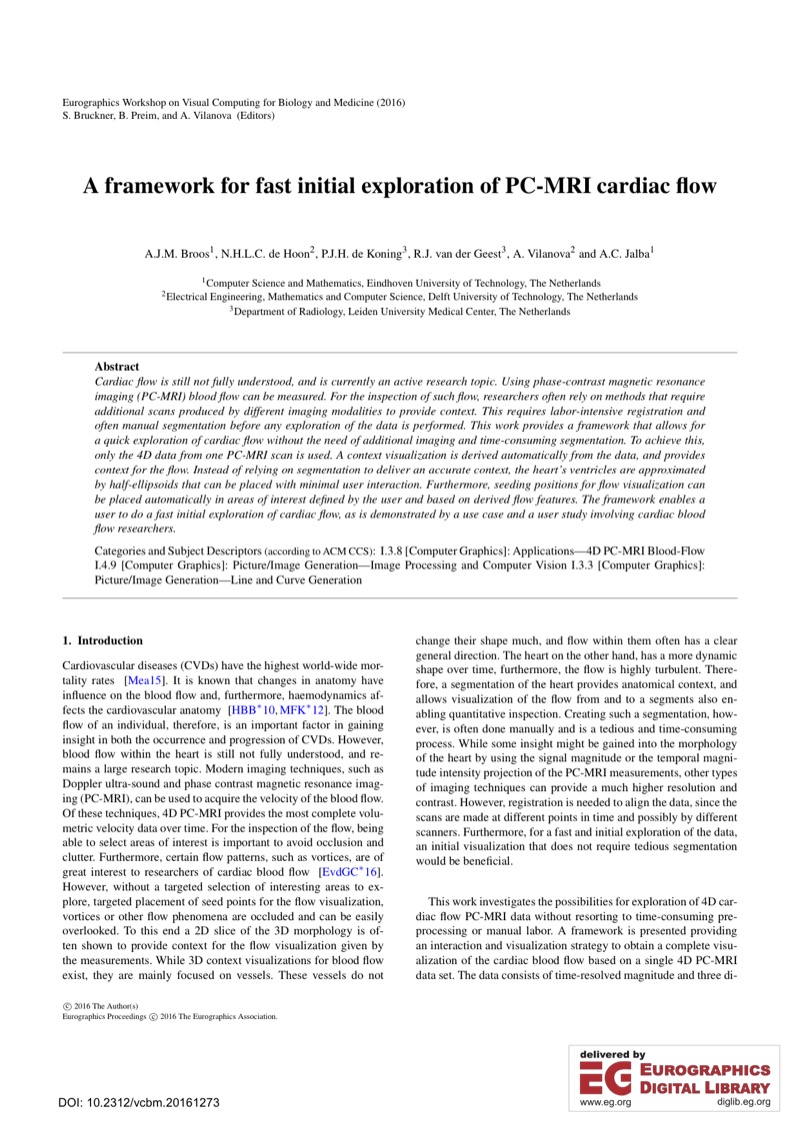 Eurographics Workshop on Visual Computing for Biology and Medicine (2016)
S. Bruckner, B. Preim, and A. Vilanova (Editors)
A framework for fast initial exploration of PC-MRI cardiac flow
A.J.M. Broos1, N.H.L.C. de Hoon2, P.J.H. de Koning3, R.J. van der Geest3, A. Vilanova2 and A.C. Jalba1
1Computer Science and Mathematics, Eindhoven University of Technology, The Netherlands
2Electrical Engineering, Mathematics and Computer Science, Delft University of Technology, The Netherlands
3Department of Radiology, Leiden University Medical Center, The Netherlands
Abstract
Cardiac flow is still not fully understood, and is currently an active research topic. Using phase-contrast magnetic resonance
imaging (PC-MRI) blood flow can be measured. For the inspection of such flow, researchers often rely on methods that require
additional scans produced by different imaging modalities to provide context. This requires labor-intensive registration and
often manual segmentation before any exploration of the data is performed. This work provides a framework that allows for
a quick exploration of cardiac flow without the need of additional imaging and time-consuming segmentation. To achieve this,
only the 4D data from one PC-MRI scan is used. A context visualization is derived automatically from the data, and provides
context for the flow. Instead of relying on segmentation to deliver an accurate context, the heart's ventricles are approximated
by half-ellipsoids that can be placed with minimal user interaction. Furthermore, seeding positions for flow visualization can
be placed automatically in areas of interest defined by the user and based on derived flow features. The framework enables a
user to do a fast initial exploration of cardiac flow, as is demonstrated by a use case and a user study involving cardiac blood
flow researchers.
Categories and Subject Descriptors (according to ACM CCS): I.3.8 [Computer Graphics]: Applications—4D PC-MRI Blood-Flow
I.4.9 [Computer Graphics]: Picture/Image Generation—Image Processing and Computer Vision I.3.3 [Computer Graphics]:
Picture/Image Generation—Line and Curve Generation
1. Introduction
Cardiovascular diseases (CVDs) have the highest world-wide mor-
tality rates [Mea15]. It is known that changes in anatomy have
influence on the blood flow and, furthermore, haemodynamics af-
fects the cardiovascular anatomy [HBB*10, MFK*12]. The blood
flow of an individual, therefore, is an important factor in gaining
insight in both the occurrence and progression of CVDs. However,
blood flow within the heart is still not fully understood, and re-
mains a large research topic. Modern imaging techniques, such as
Doppler ultra-sound and phase contrast magnetic resonance imag-
ing (PC-MRI), can be used to acquire the velocity of the blood flow.
Of these techniques, 4D PC-MRI provides the most complete volu-
metric velocity data over time. For the inspection of the flow, being
able to select areas of interest is important to avoid occlusion and
clutter. Furthermore, certain flow patterns, such as vortices, are of
great interest to researchers of cardiac blood flow [EvdGC*16].
However, without a targeted selection of interesting areas to ex-
plore, targeted placement of seed points for the flow visualization,
vortices or other flow phenomena are occluded and can be easily
overlooked. To this end a 2D slice of the 3D morphology is of-
ten shown to provide context for the flow visualization given by
the measurements. While 3D context visualizations for blood flow
exist, they are mainly focused on vessels. These vessels do not
change their shape much, and flow within them often has a clear
general direction. The heart on the other hand, has a more dynamic
shape over time, furthermore, the flow is highly turbulent. There-
fore, a segmentation of the heart provides anatomical context, and
allows visualization of the flow from and to a segments also en-
abling quantitative inspection. Creating such a segmentation, how-
ever, is often done manually and is a tedious and time-consuming
process. While some insight might be gained into the morphology
of the heart by using the signal magnitude or the temporal magni-
tude intensity projection of the PC-MRI measurements, other types
of imaging techniques can provide a much higher resolution and
contrast. However, registration is needed to align the data, since the
scans are made at different points in time and possibly by different
scanners. Furthermore, for a fast and initial exploration of the data,
an initial visualization that does not require tedious segmentation
would be beneficial.
This work investigates the possibilities for exploration of 4D car-
diac flow PC-MRI data without resorting to time-consuming pre-
processing or manual labor. A framework is presented providing
an interaction and visualization strategy to obtain a complete visu-
alization of the cardiac blood flow based on a single 4D PC-MRI
data set. The data consists of time-resolved magnitude and three di-
© 2016 The Author(s)
Eurographics Proceedings © 2016 The Eurographics Association.
DOI: 10.2312/vcbm.20161273
delivered by
EG EUROGRAPHICS
DIGITAL LIBRARY
www.eg.org diglib.eg.org